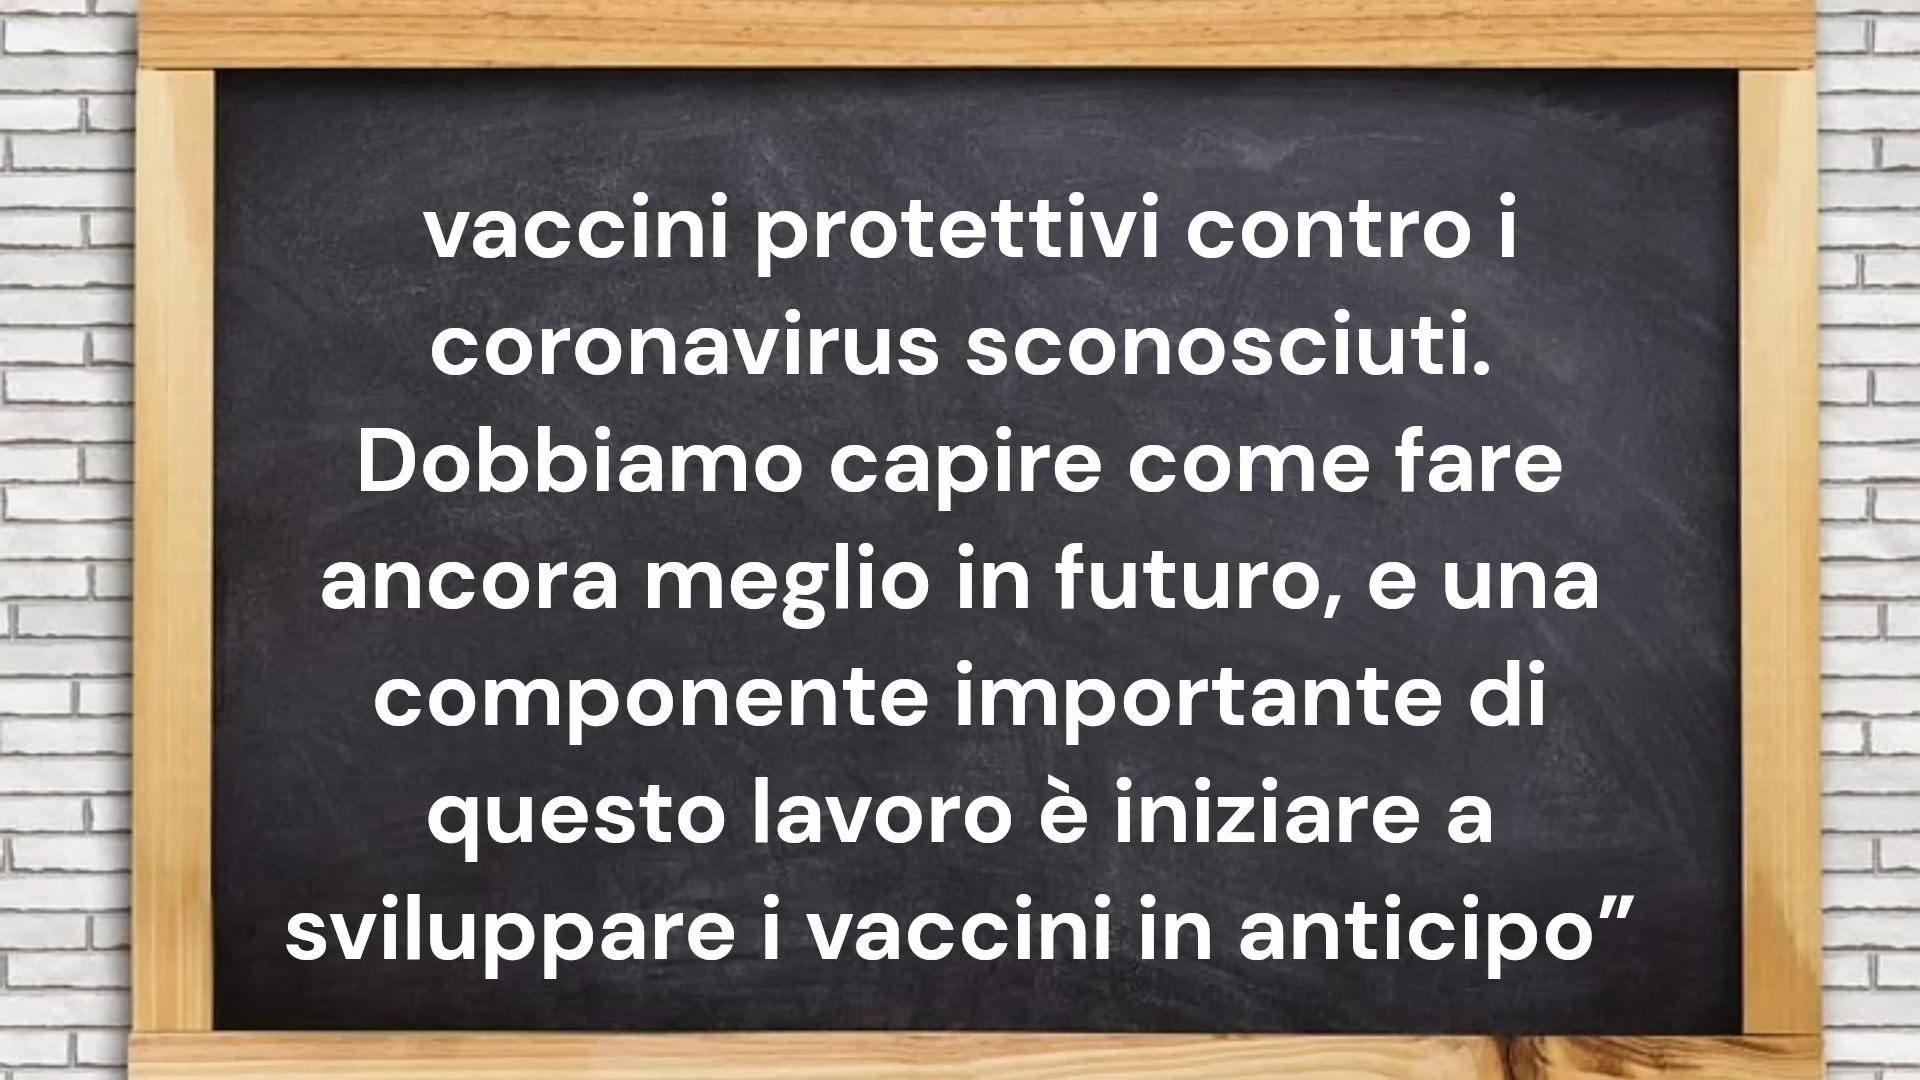 vaccini protettivi contro i
coronavirus sconosciuti.
Dobbiamo capire come fare
ancora meglio in futuro, e una
componente importante di
questo lavoro è iniziare a
sviluppare i vaccini in anticipo”